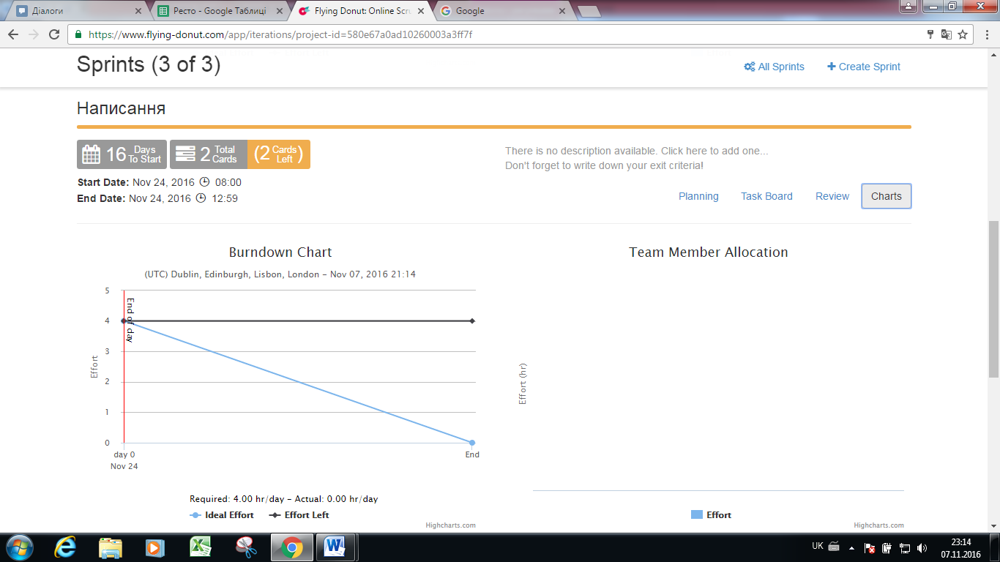 Діалоги
Ресто - Google Таблиці
Flying Donut: Online Scru
Google
https://www.flying-donut.com/app/iterations/project-id=580e67a0ad10260003a3ff7f
Sprints (3 of 3)
All Sprints
Create Sprint
Написання
16 Days To Start
2 Total Cards
(2 Cards Left)
There is no description available. Click here to add one...
Don't forget to write down your exit criteria!
Start Date: Nov 24, 2016 08:00
End Date: Nov 24, 2016 12:59
Planning
Task Board
Review
Charts
Burndown Chart
(UTC) Dublin, Edinburgh, Lisbon, London - Nov 07, 2016 21:14
5
4
3
2
1
0
Effort
End of day
day 0
Nov 24
End
Required: 4.00 hr/day - Actual: 0.00 hr/day
Ideal Effort
Effort Left
Highcharts.com
Team Member Allocation
Effort (hr)
Effort
Highcharts.com
UK
23:14
07.11.2016